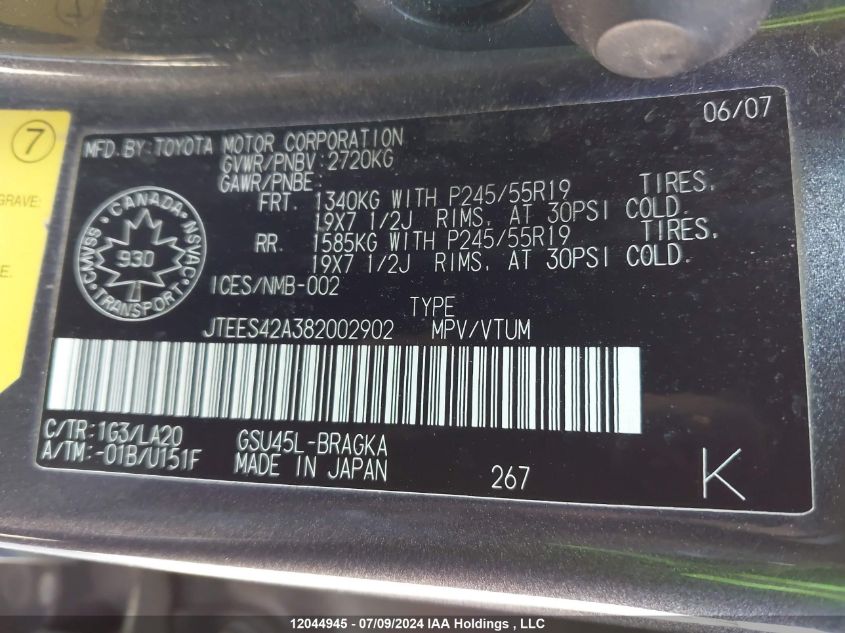 06/07
7
MFD. BY: TOYOTA MOTOR CORPORATION
GVWR/PNBV: 2720KG
GAWR/PNBE
FRT. 1340KG WITH P245/55R19 TIRES.
19X7 1/2J RIMS. AT 30PSI COLD.
RR. 1585KG WITH P245/55R19 TIRES.
19X7 1/2J RIMS. AT 30PSI COLD.
GRAVE:
E:
CANADA
CMVSS
NSVAC
930
TRANSPORT
ICES/NMB-002
TYPE
JTEES42A382002902 MPV/VTUM
C/TR: 1G3/LA20 GSU45L-BRAGKA
A/TM: -01B/U151F MADE IN JAPAN
267
K
12044945 - 07/09/2024 IAA Holdings, LLC